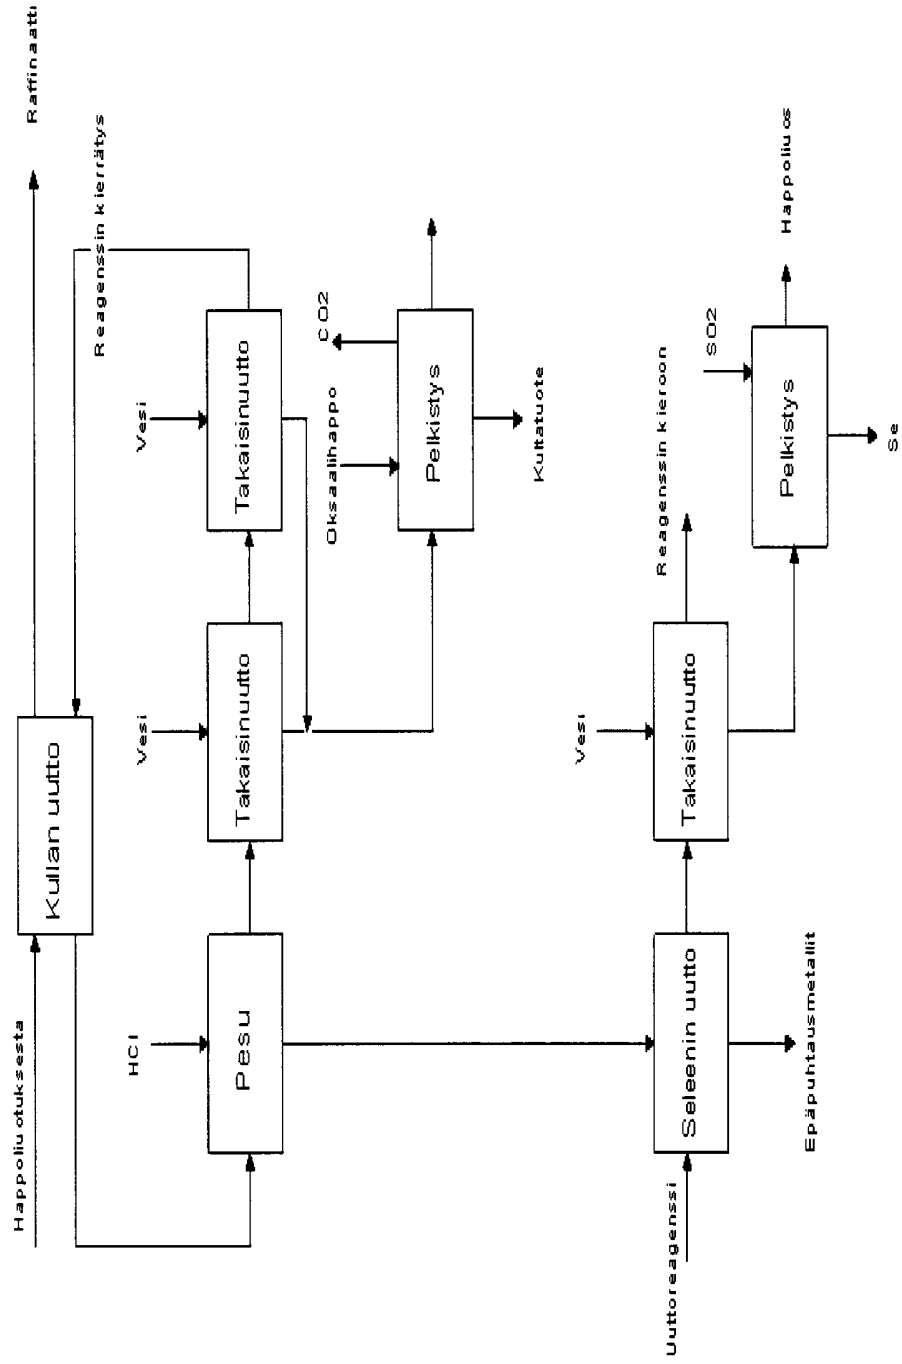 Happoliuotuksesta
Kullan uutto
Raffinaatti
Reagenssin kierrätys
HCl
Vesi
Vesi
Pesu
Takaisinuutto
Takaisinuutto
Oksaalihappo
CO2
Pelkistys
Kultatuote
Vesi
Uuttoreagenssi
Reagenssin kieroon
Seleenin uutto
Takaisinuutto
SO2
Happoliuos
Pelkistys
Epäpuhtausmetallit
Se